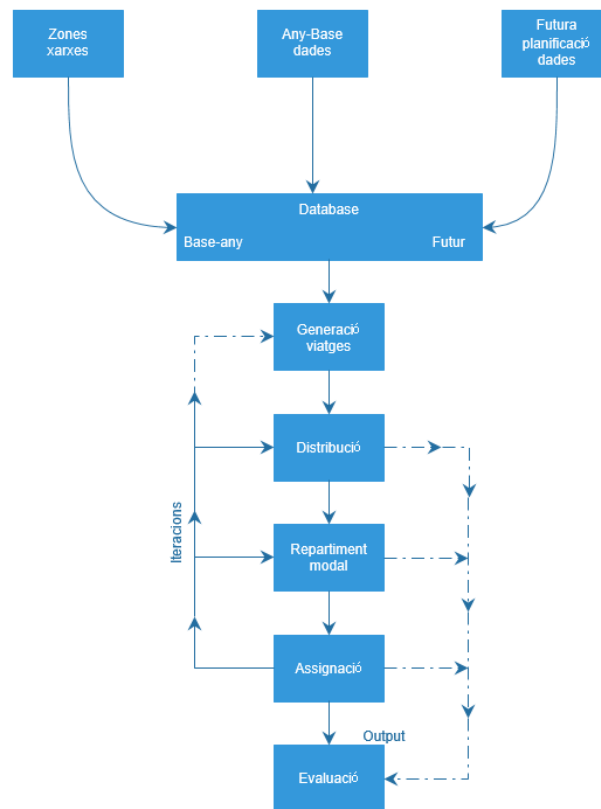 Zones
xarxes
Any-Base
dades
Futura
planificació
dades
Database
Base-any
Futur
Generació
viatges
Distribució
Iteracions
Repartiment
modal
Assignació
Output
Evaluació